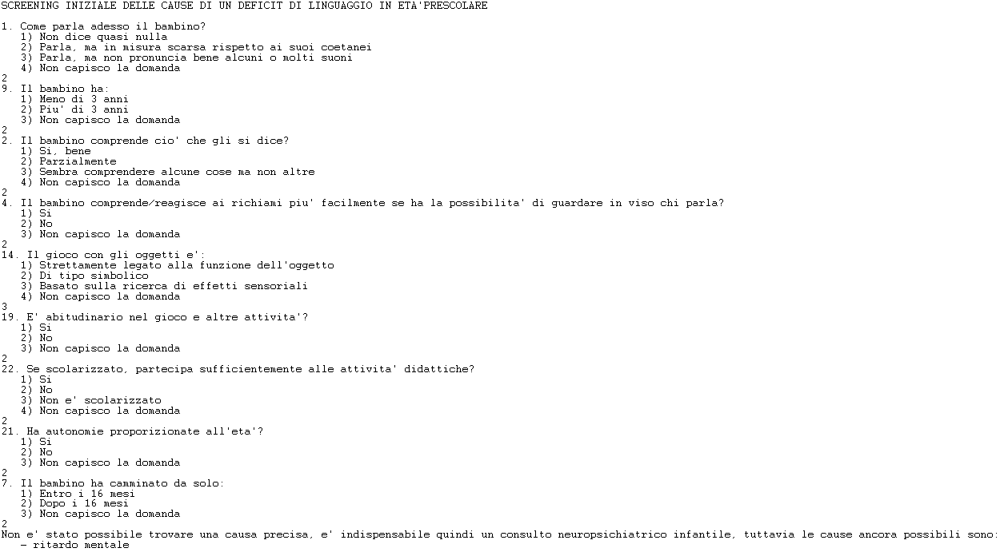 SCREENING INIZIALE DELLE CAUSE DI UN DEFICIT DI LINGUAGGIO IN ETA'PRESCOLARE
1. Come parla adesso il bambino?
1) Non dice quasi nulla
2) Parla, ma in misura scarsa rispetto ai suoi coetanei
3) Parla, ma non pronuncia bene alcuni o molti suoni
4) Non capisco la domanda
2
9. Il bambino ha:
1) Meno di 3 anni
2) Piu' di 3 anni
3) Non capisco la domanda
2
2. Il bambino comprende cio' che gli si dice?
1) Si, bene
2) Parzialmente
3) Sembra comprendere alcune cose ma non altre
4) Non capisco la domanda
2
4. Il bambino comprende/reagisce ai richiami piu' facilmente se ha la possibilita' di guardare in viso chi parla?
1) Si
2) No
3) Non capisco la domanda
2
14. Il gioco con gli oggetti e':
1) Strettamente legato alla funzione dell'oggetto
2) Di tipo simbolico
3) Basato sulla ricerca di effetti sensoriali
4) Non capisco la domanda
3
19. E' abitudinario nel gioco e altre attivita'?
1) Si
2) No
3) Non capisco la domanda
2
22. Se scolarizzato, partecipa sufficientemente alle attivita' didattiche?
1) Si
2) No
3) Non e' scolarizzato
4) Non capisco la domanda
2
21. Ha autonomie proporizionate all'eta'?
1) Si
2) No
3) Non capisco la domanda
2
7. Il bambino ha camminato da solo:
1) Entro i 16 mesi
2) Dopo i 16 mesi
3) Non capisco la domanda
2
Non e' stato possibile trovare una causa precisa, e' indispensabile quindi un consulto neuropsichiatrico infantile, tuttavia le cause ancora possibili sono:
- ritardo mentale